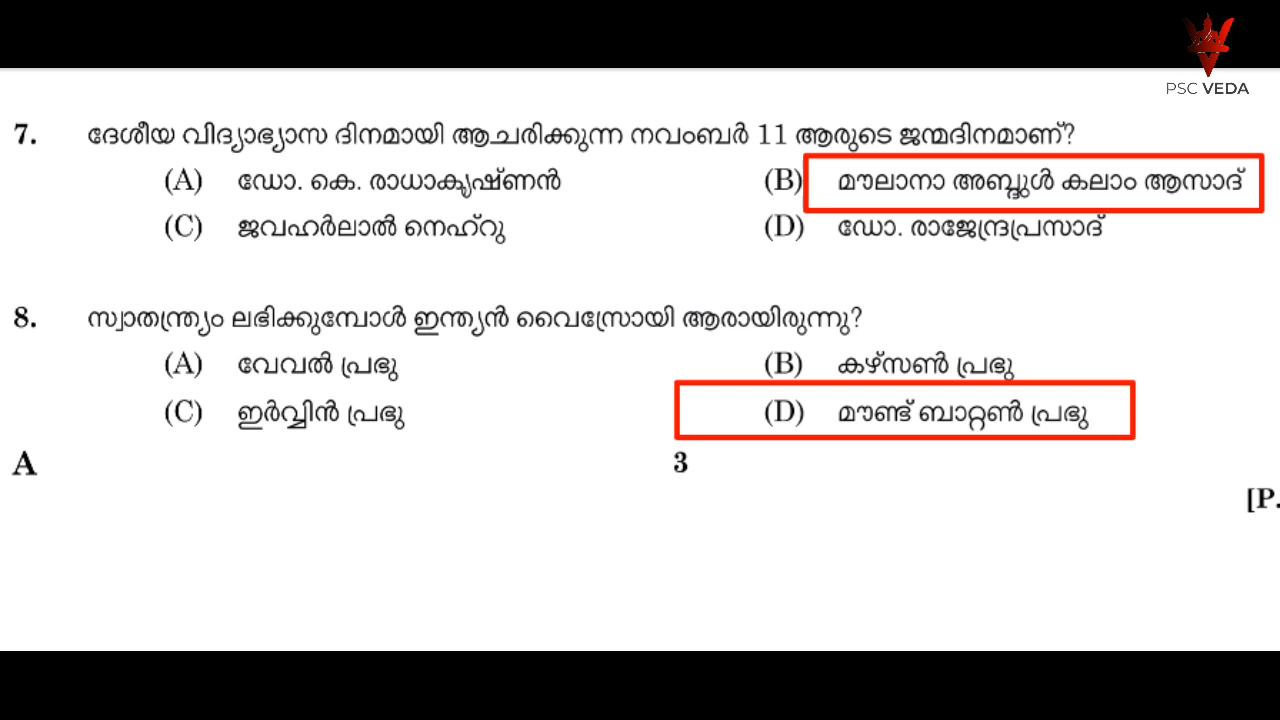 PSC VEDA
7. ദേശീയ വിദ്യാഭ്യാസ ദിനമായി ആചരിക്കുന്ന നവംബർ 11 ആരുടെ ജന്മദിനമാണ്?
(A) ഡോ. കെ. രാധാകൃഷ്ണൻ (B) മൗലാനാ അബ്ദുൾ കലാം ആസാദ്
(C) ജവഹർലാൽ നെഹ്റു (D) ഡോ. രാജേന്ദ്രപ്രസാദ്
8. സ്വാതന്ത്ര്യം ലഭിക്കുമ്പോൾ ഇന്ത്യൻ വൈസ്രോയി ആരായിരുന്നു?
(A) വേവൽ പ്രഭു (B) കഴ്സൺ പ്രഭു
(C) ഇർവ്വിൻ പ്രഭു (D) മൗണ്ട് ബാറ്റൺ പ്രഭു
A 3
[P.